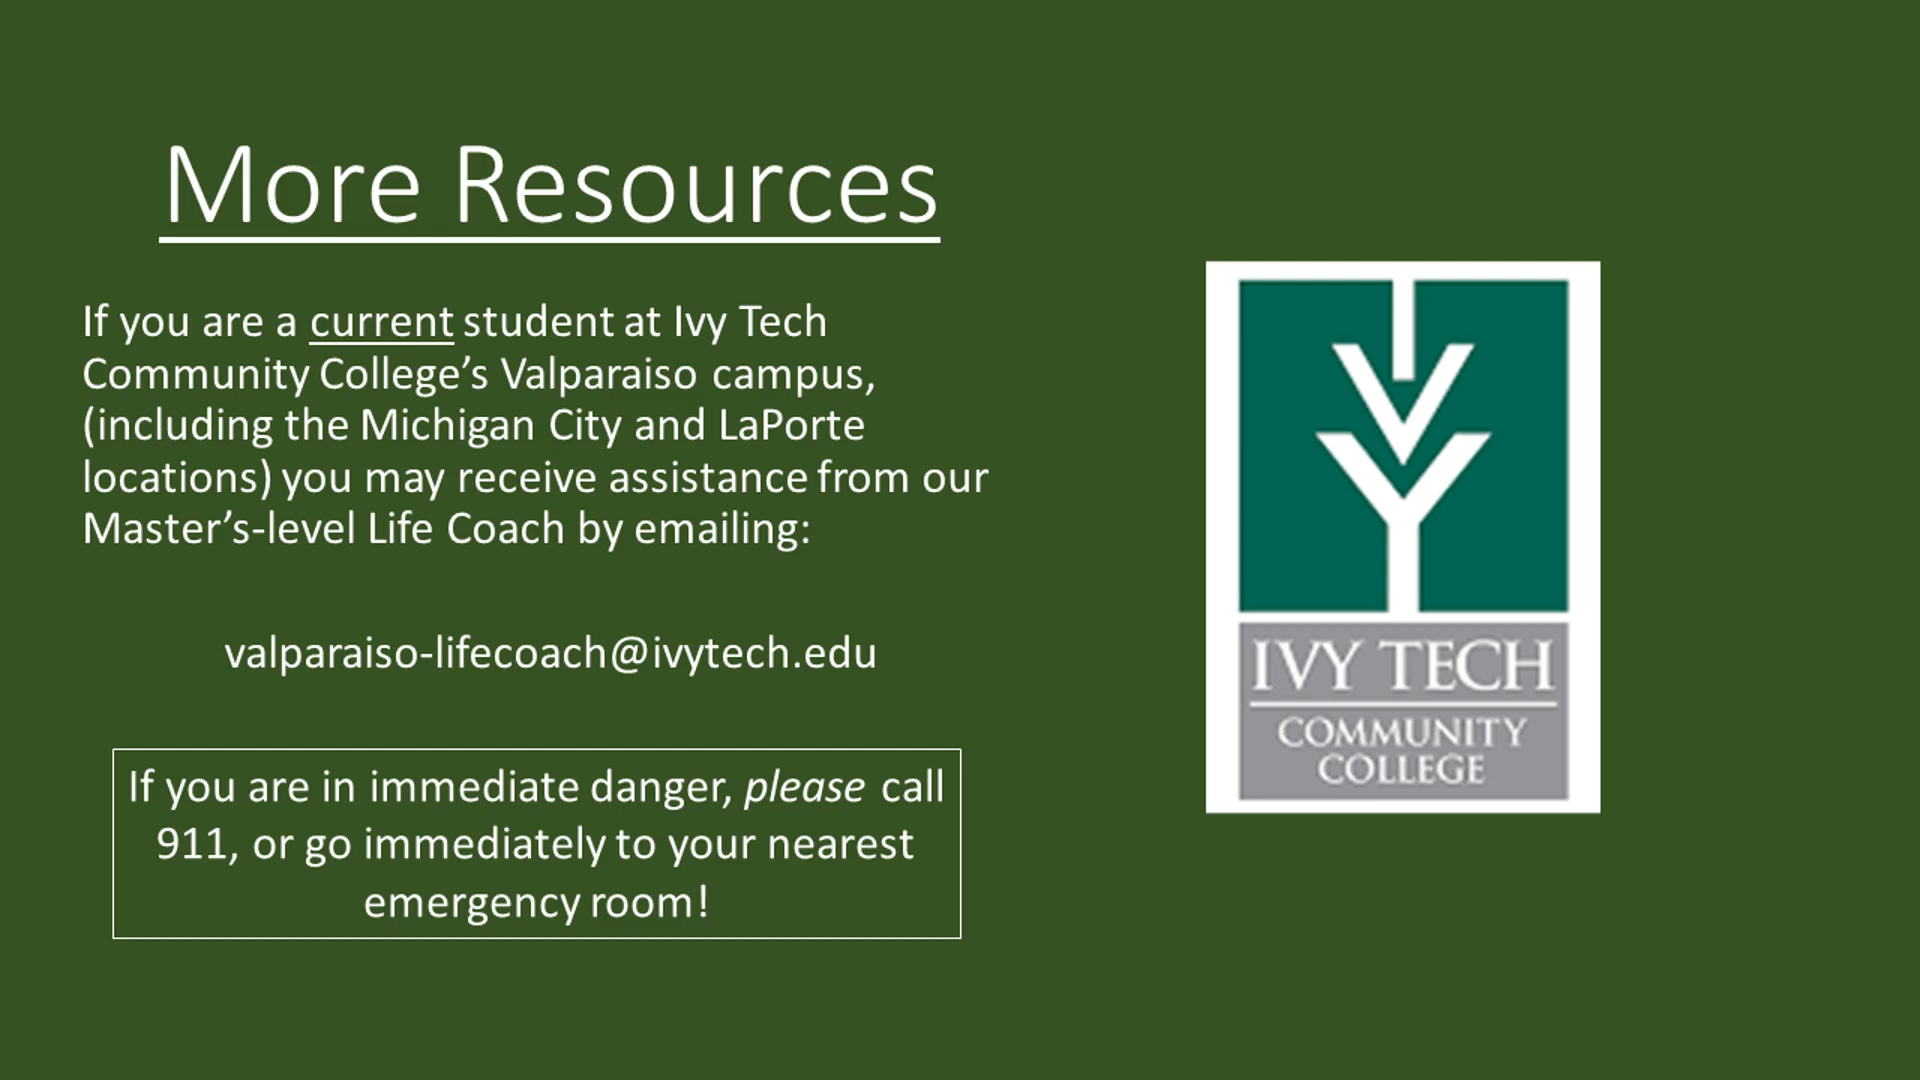 More Resources
If you are a current student at Ivy Tech
Community College’s Valparaiso campus,
(including the Michigan City and LaPorte
locations) you may receive assistance from our
Master’s-level Life Coach by emailing:
valparaiso-lifecoach@ivytech.edu
If you are in immediate danger, please call
911, or go immediately to your nearest
emergency room!
IVY TECH
COMMUNITY
COLLEGE